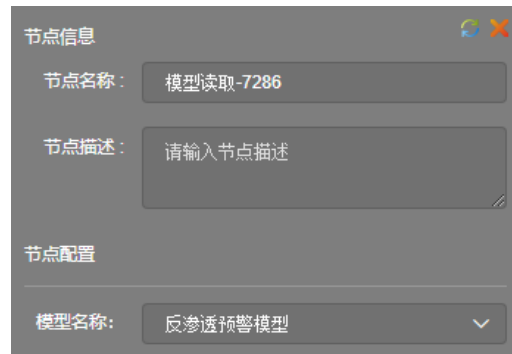 节点信息
节点名称： 模型读取-7286
节点描述： 请输入节点描述
节点配置
模型名称： 反渗透预警模型